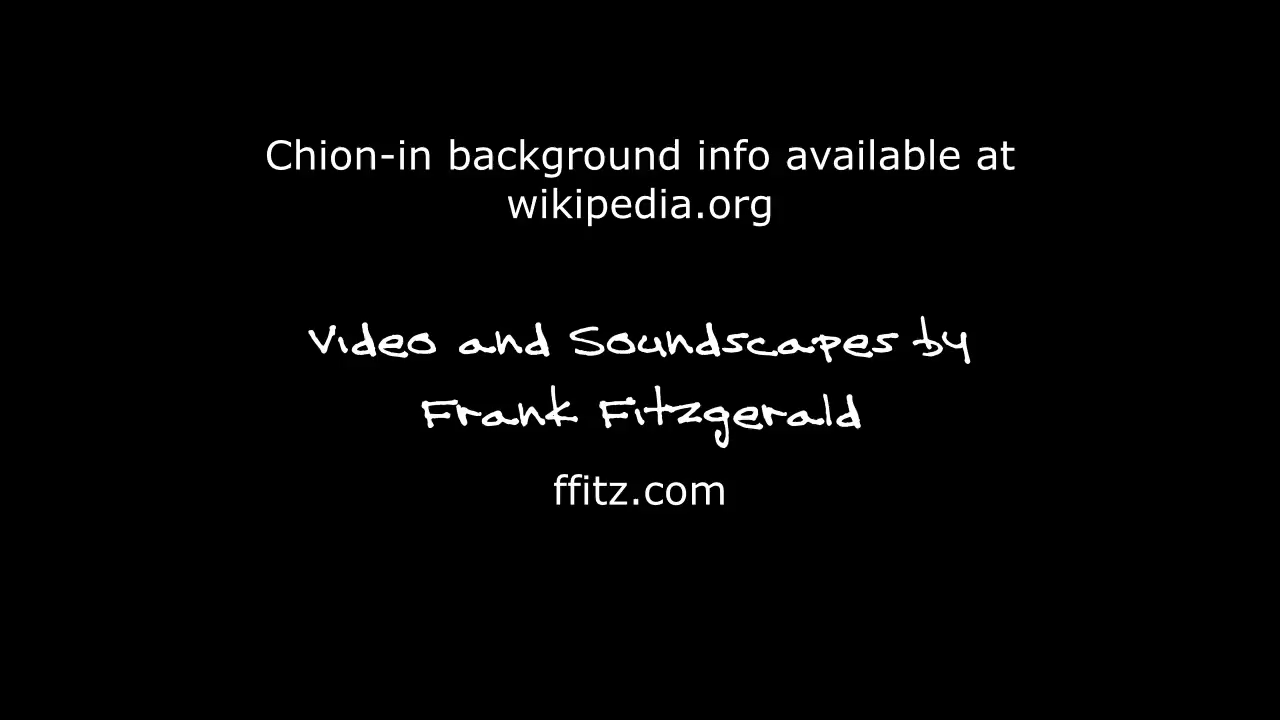 Chion-in background info available at
wikipedia.org
Video and Soundscapes by
Frank Fitzgerald
ffitz.com